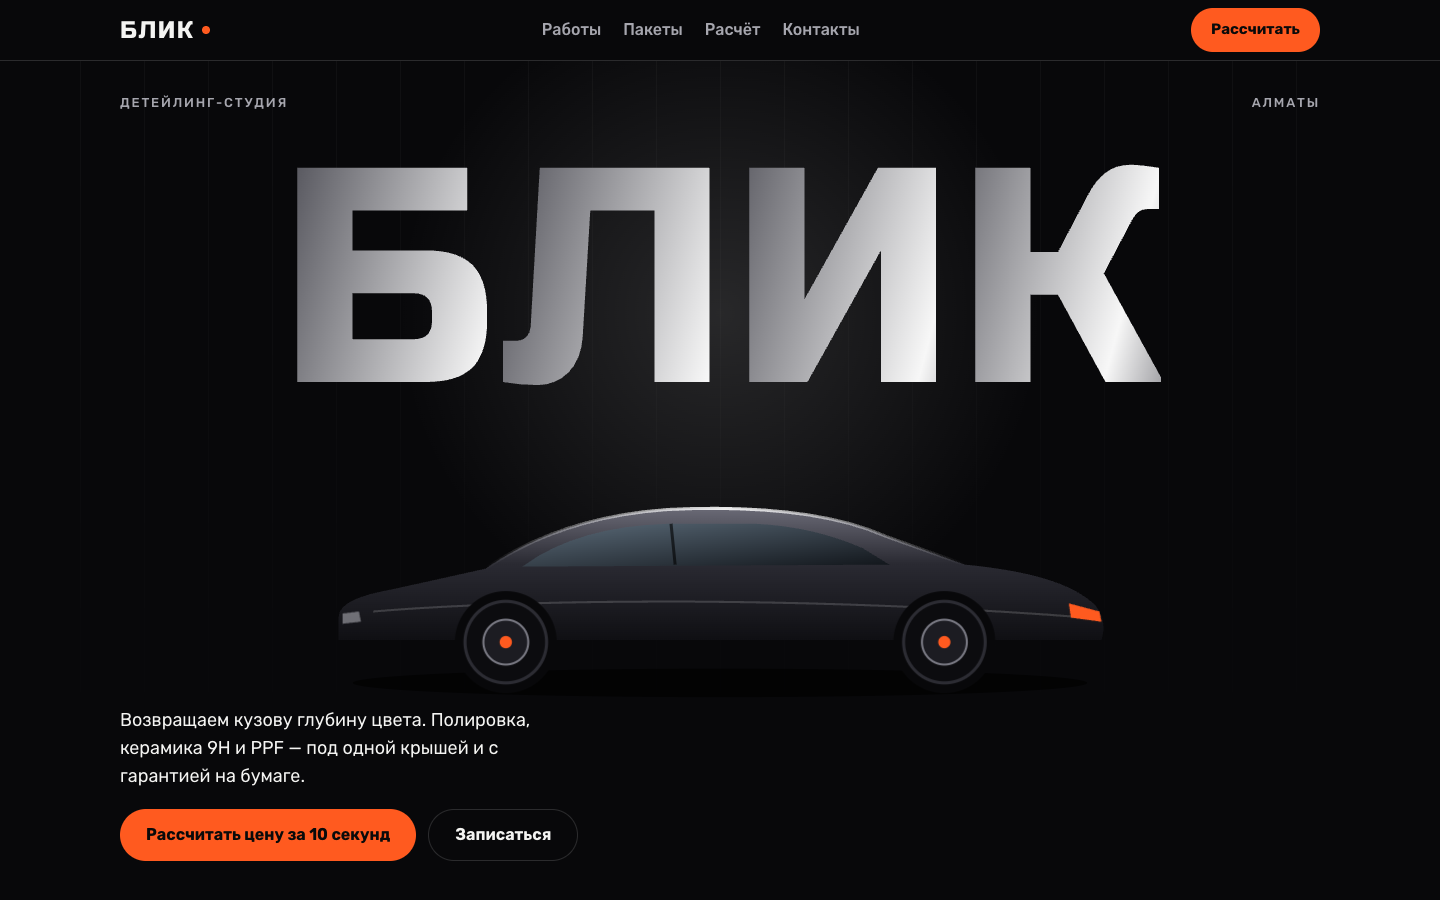 БЛИК
Работы Пакеты Расчёт Контакты
Рассчитать
ДЕТЕЙЛИНГ-СТУДИЯ
АЛМАТЫ
БЛИК
Возвращаем кузову глубину цвета. Полировка,
керамика 9H и PPF — под одной крышей и с
гарантией на бумаге.
Рассчитать цену за 10 секунд
Записаться